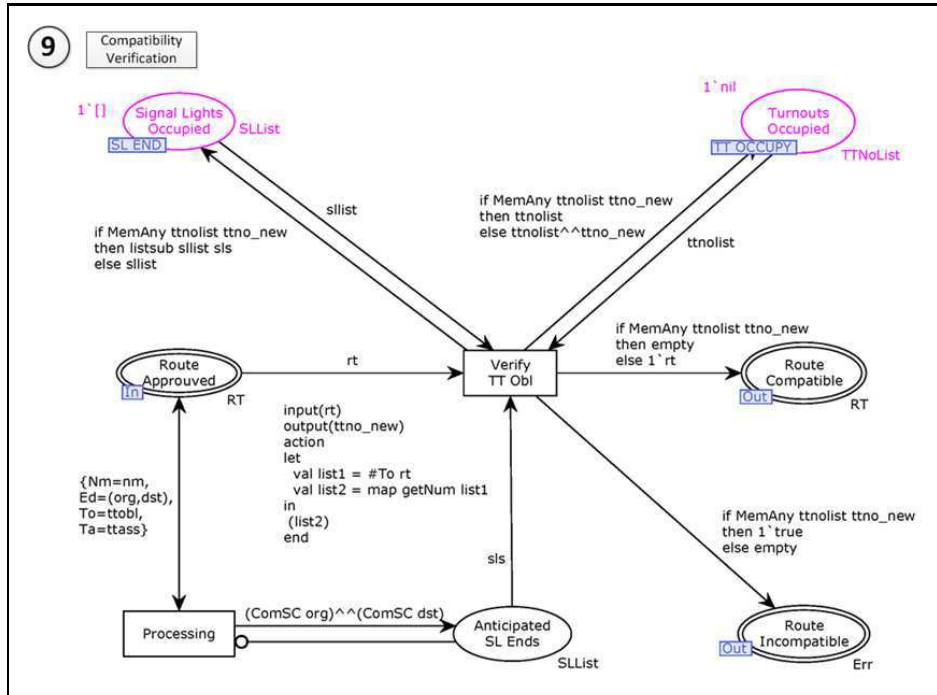 9
Compatibility
Verification
1`[]
Signal Lights
Occupied
SL END
SLList
1`nil
Turnouts
Occupied
TT OCCUPY
TTNoList
sllist
if MemAny ttnolist ttno_new
then listsub sllist sls
else sllist
if MemAny ttnolist ttno_new
then ttnolist
else ttnolist^^ttno_new
ttnolist
Route
Approuved
In
RT
rt
Verify
TT Obl
if MemAny ttnolist ttno_new
then empty
else 1`rt
Route
Compatible
Out
RT
input(rt)
output(ttno_new)
action
let
val list1 = #To rt
val list2 = map getNum list1
in
(list2)
end
{Nm=nm,
Ed=(org,dst),
To=ttobl,
Ta=ttass}
sls
if MemAny ttnolist ttno_new
then 1`true
else empty
Processing
(ComSC org)^^(ComSC dst)
Anticipated
SL Ends
SLList
Route
Incompatible
Out
Err